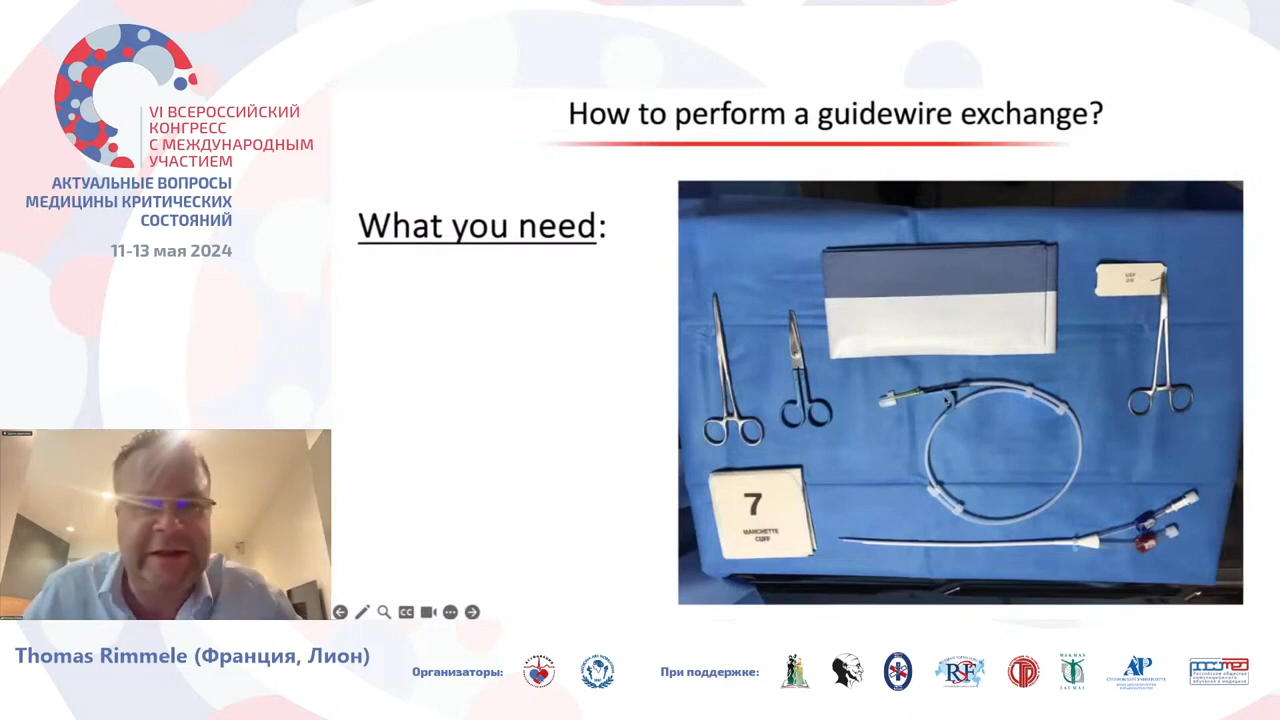 VI ВСЕРОССИЙСКИЙ
КОНГРЕСС
С МЕЖДУНАРОДНЫМ
УЧАСТИЕМ
АКТУАЛЬНЫЕ ВОПРОСЫ
МЕДИЦИНЫ КРИТИЧЕСКИХ
СОСТОЯНИЙ
11-13 мая 2024
How to perform a guidewire exchange?
What you need:
7
MANCHETTE
CUFF
CC
Thomas Rimmele (Франция, Лион)
Организаторы:
При поддержке: